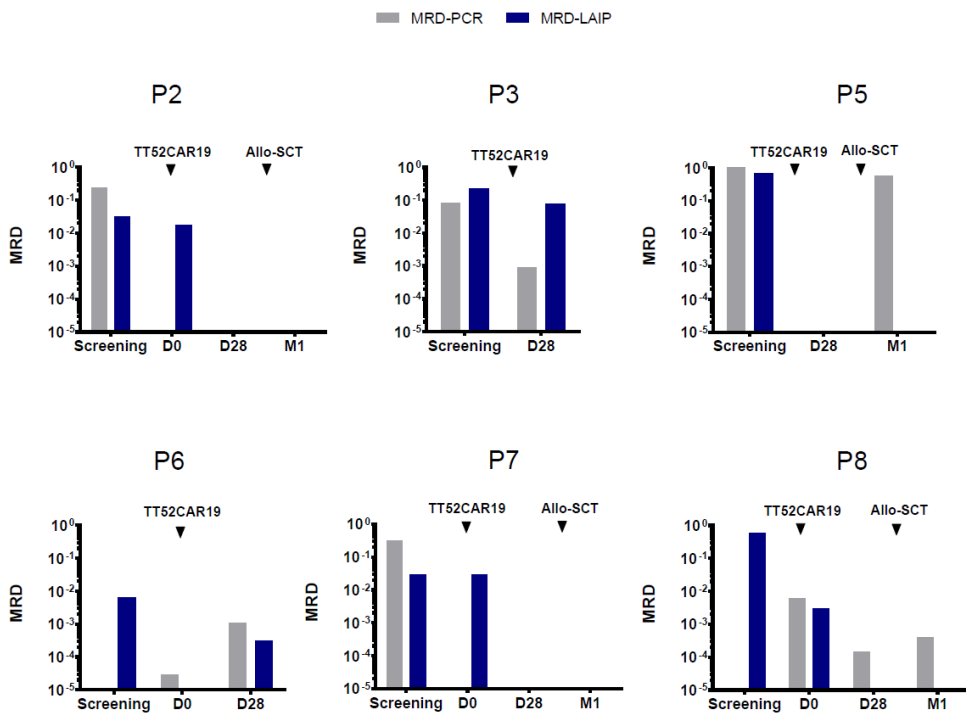 MRD-PCR MRD-LAIP
P2
TT52CAR19 Allo-SCT
MRD
10^0
10^-1
10^-2
10^-3
10^-4
10^-5
Screening D0 D28 M1
P3
TT52CAR19
MRD
10^0
10^-1
10^-2
10^-3
10^-4
10^-5
Screening D28
P5
TT52CAR19 Allo-SCT
MRD
10^0
10^-1
10^-2
10^-3
10^-4
10^-5
Screening D28 M1
P6
TT52CAR19
MRD
10^0
10^-1
10^-2
10^-3
10^-4
10^-5
Screening D0 D28
P7
TT52CAR19 Allo-SCT
MRD
10^0
10^-1
10^-2
10^-3
10^-4
10^-5
Screening D0 D28 M1
P8
TT52CAR19 Allo-SCT
MRD
10^0
10^-1
10^-2
10^-3
10^-4
10^-5
Screening D0 D28 M1